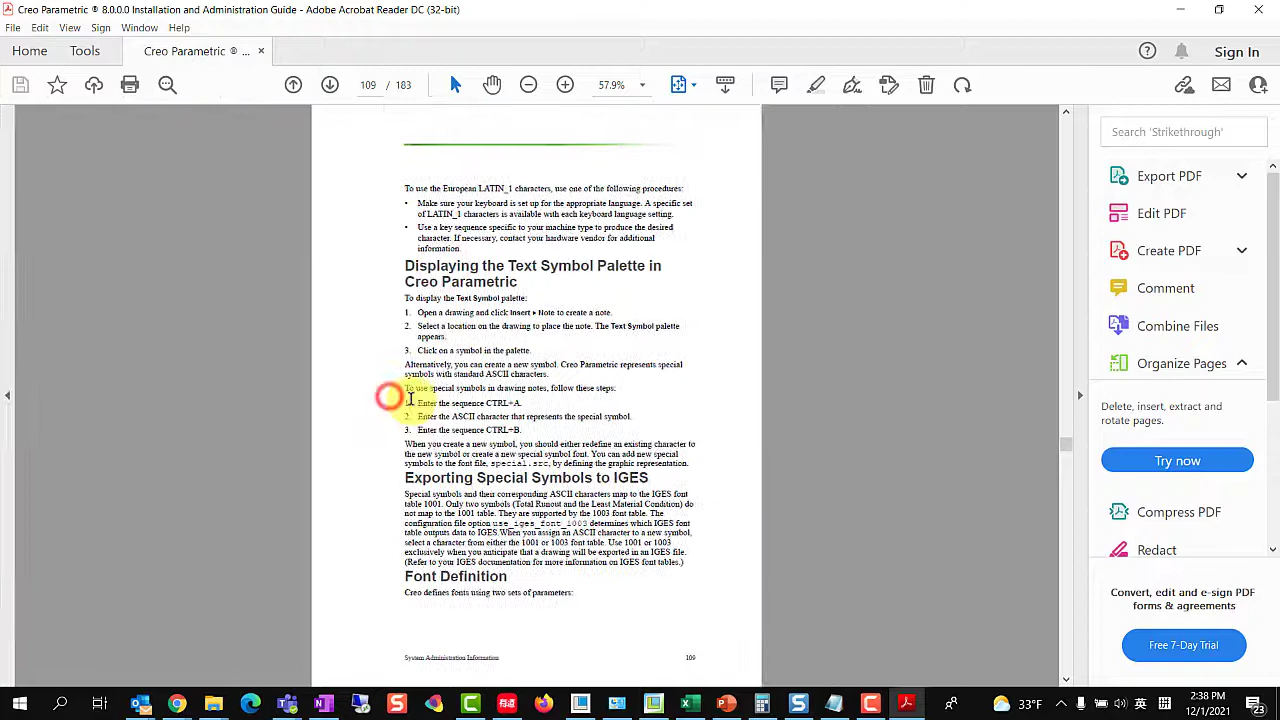 Creo Parametric ® 8.0.0.0 Installation and Administration Guide - Adobe Acrobat Reader DC (32-bit)
File Edit View Sign Window Help
Home Tools Creo Parametric ® ... × Sign In
109 / 183 57.9%
To use the European LATIN_1 characters, use one of the following procedures:
• Make sure your keyboard is set up for the appropriate language. A specific set
of LATIN_1 characters is available with each keyboard language setting.
• Use a key sequence specific to your machine type to produce the desired
character. If necessary, contact your hardware vendor for additional
information.
Displaying the Text Symbol Palette in
Creo Parametric
To display the Text Symbol palette:
1. Open a drawing and click Insert ▸ Note to create a note.
2. Select a location on the drawing to place the note. The Text Symbol palette
appears.
3. Click on a symbol in the palette.
Alternatively, you can create a new symbol. Creo Parametric represents special
symbols with standard ASCII characters.
To use special symbols in drawing notes, follow these steps:
1. Enter the sequence CTRL+A.
2. Enter the ASCII character that represents the special symbol.
3. Enter the sequence CTRL+B.
When you create a new symbol, you should either redefine an existing character to
the new symbol or create a new special symbol font. You can add new special
symbols to the font file, special.src, by defining the graphic representation.
Exporting Special Symbols to IGES
Special symbols and their corresponding ASCII characters map to the IGES font
table 1001. Only two symbols (Total Runout and the Least Material Condition) do
not map to the 1001 table. They are supported by the 1003 font table. The
configuration file option use_iges_font_1003 determines which IGES font
table outputs data to IGES.When you assign an ASCII character to a new symbol,
select a character from either the 1001 or 1003 font table. Use 1001 or 1003
exclusively when you anticipate that a drawing will be exported in an IGES file.
(Refer to your IGES documentation for more information on IGES font tables.)
Font Definition
Creo defines fonts using two sets of parameters:
System Administration Information 109
Search 'Strikethrough'
Export PDF
Edit PDF
Create PDF
Comment
Combine Files
Organize Pages
Delete, insert, extract and
rotate pages.
Try now
Compress PDF
Redact
Convert, edit and e-sign PDF
forms & agreements
Free 7-Day Trial
33°F 英 拼 2:38 PM
12/1/2021